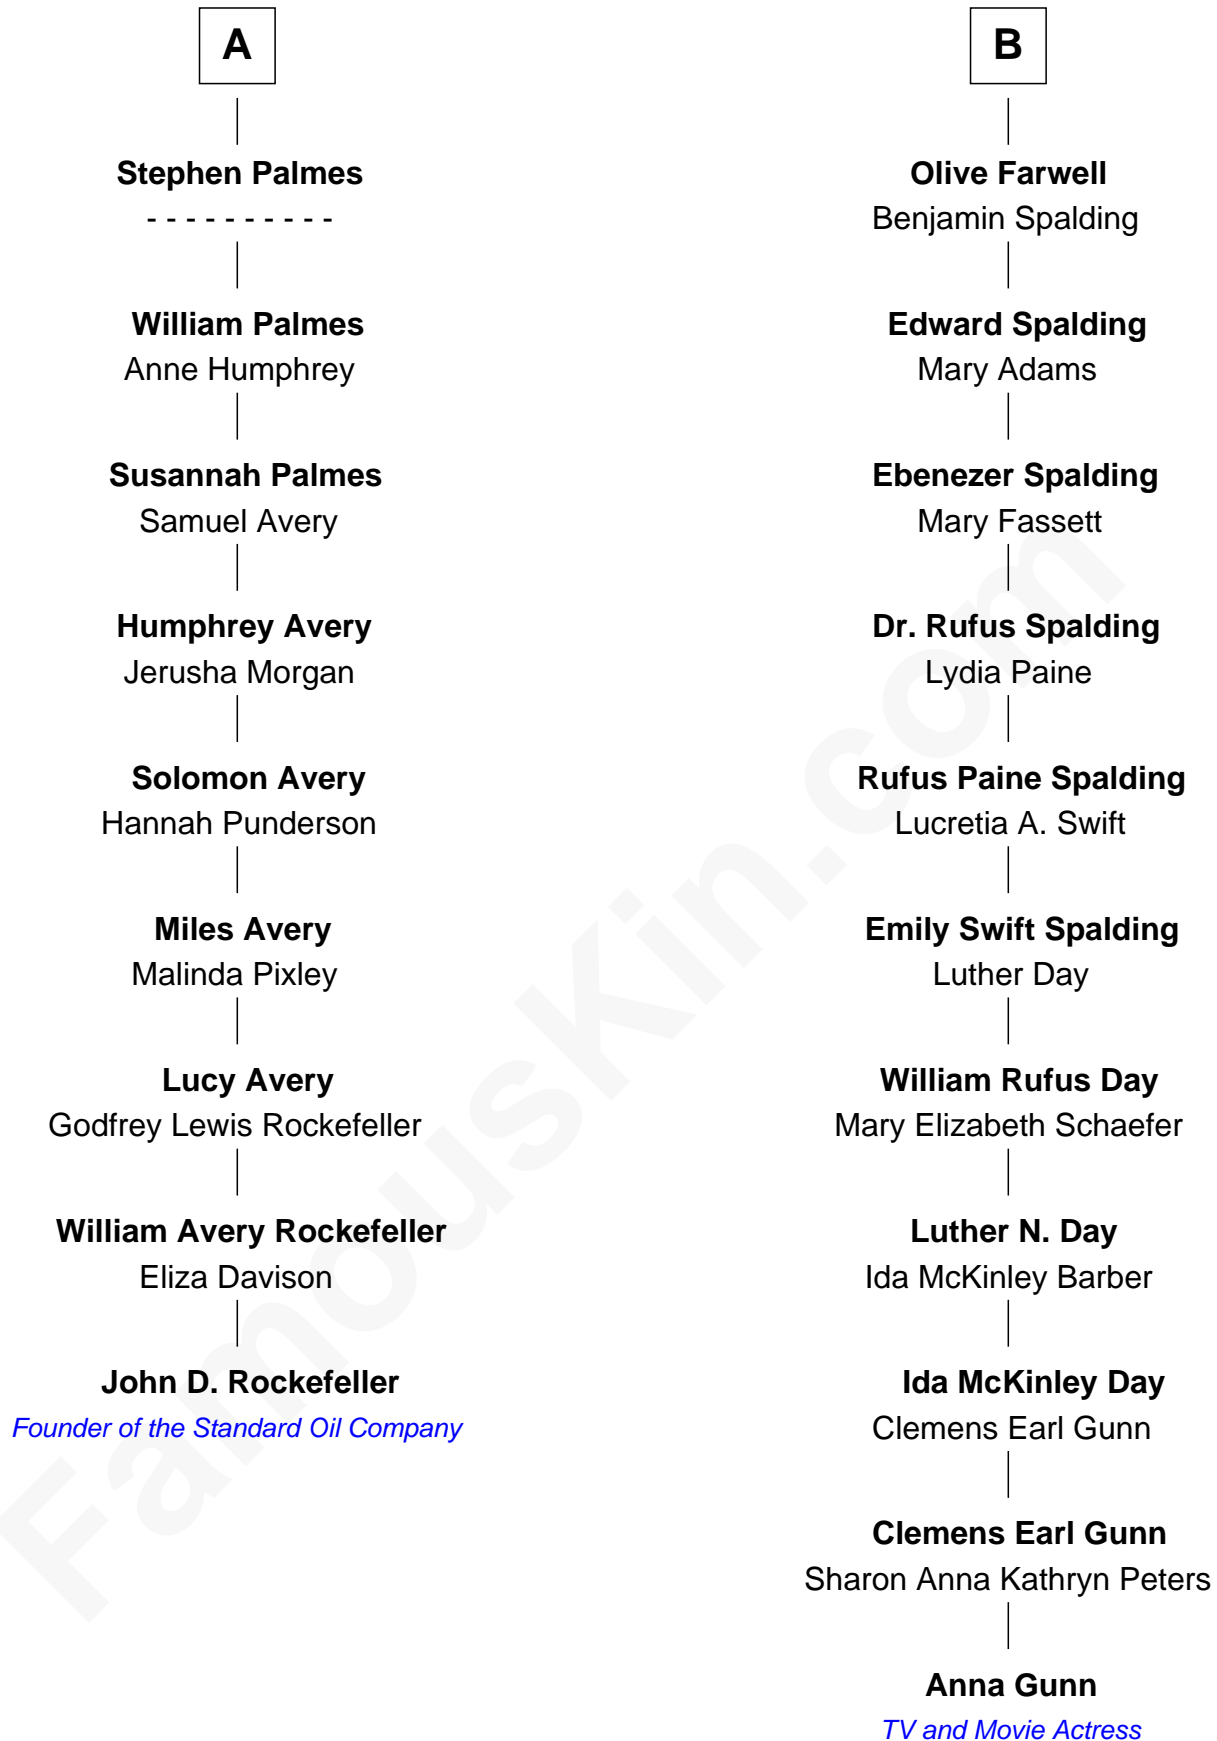 A
Stephen Palmes
- - - - - - - - - -
William Palmes
Anne Humphrey
Susannah Palmes
Samuel Avery
Humphrey Avery
Jerusha Morgan
Solomon Avery
Hannah Punderson
Miles Avery
Malinda Pixley
Lucy Avery
Godfrey Lewis Rockefeller
William Avery Rockefeller
Eliza Davison
John D. Rockefeller
Founder of the Standard Oil Company
B
Olive Farwell
Benjamin Spalding
Edward Spalding
Mary Adams
Ebenezer Spalding
Mary Fassett
Dr. Rufus Spalding
Lydia Paine
Rufus Paine Spalding
Lucretia A. Swift
Emily Swift Spalding
Luther Day
William Rufus Day
Mary Elizabeth Schaefer
Luther N. Day
Ida McKinley Barber
Ida McKinley Day
Clemens Earl Gunn
Clemens Earl Gunn
Sharon Anna Kathryn Peters
Anna Gunn
TV and Movie Actress
FamousKin.com